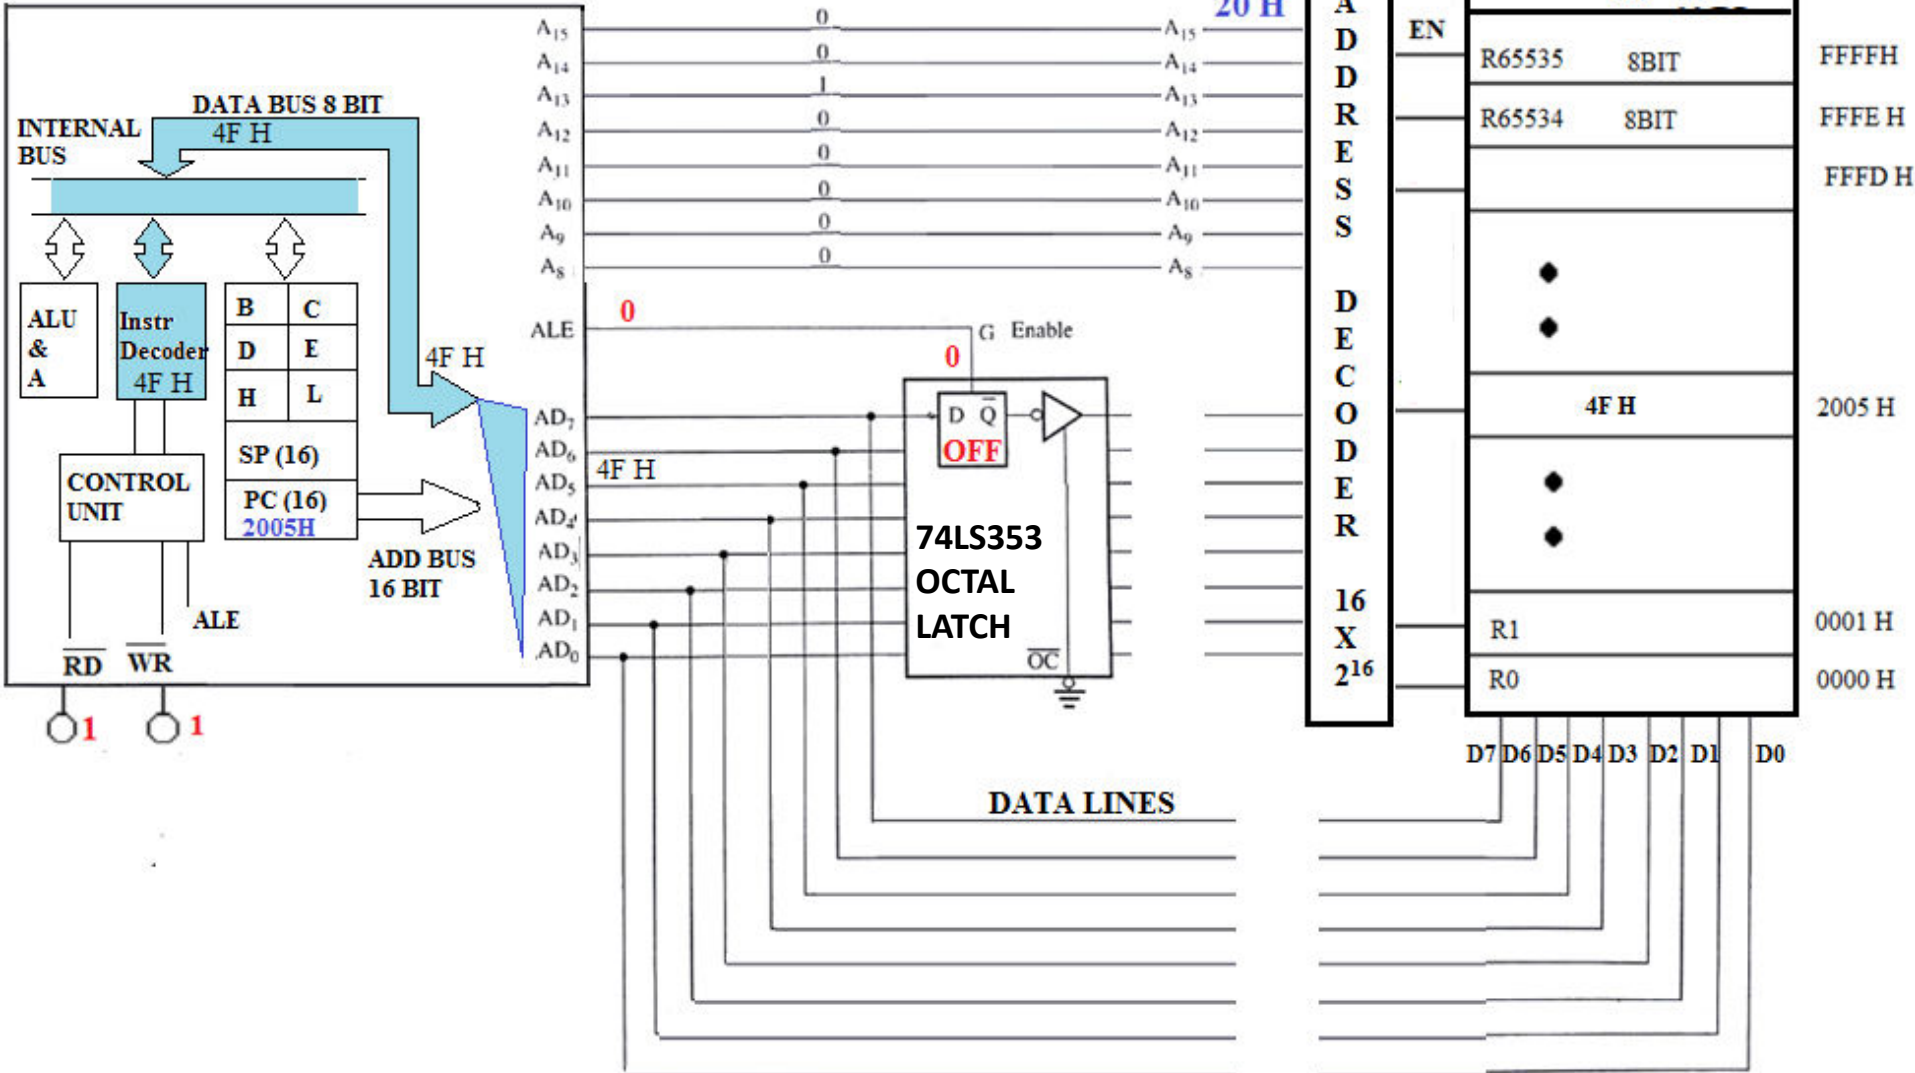 20 H
A
D
D
R
E
S
S
D
E
C
O
D
E
R
16
X
2¹⁶
EN
R65535 8BIT FFFFH
R65534 8BIT FFFE H
FFFD H
4F H 2005 H
R1 0001 H
R0 0000 H
A₁₅ 0 A₁₅
A₁₄ 0 A₁₄
A₁₃ 1 A₁₃
A₁₂ 0 A₁₂
A₁₁ 0 A₁₁
A₁₀ 0 A₁₀
A₉ 0 A₉
A₈ 0 A₈
DATA BUS 8 BIT
4F H
INTERNAL
BUS
ALU
&
A
Instr
Decoder
4F H
B C
D E
H L
SP (16)
PC (16)
2005H
CONTROL
UNIT
ADD BUS
16 BIT
ALE
R̅D̅ W̅R̅
1 1
4F H
ALE 0
G Enable
0
AD₇
AD₆
AD₅
AD₄
AD₃
AD₂
AD₁
AD₀
4F H
D Q̅
OFF
74LS353
OCTAL
LATCH
O̅C̅
D7 D6 D5 D4 D3 D2 D1 D0
DATA LINES